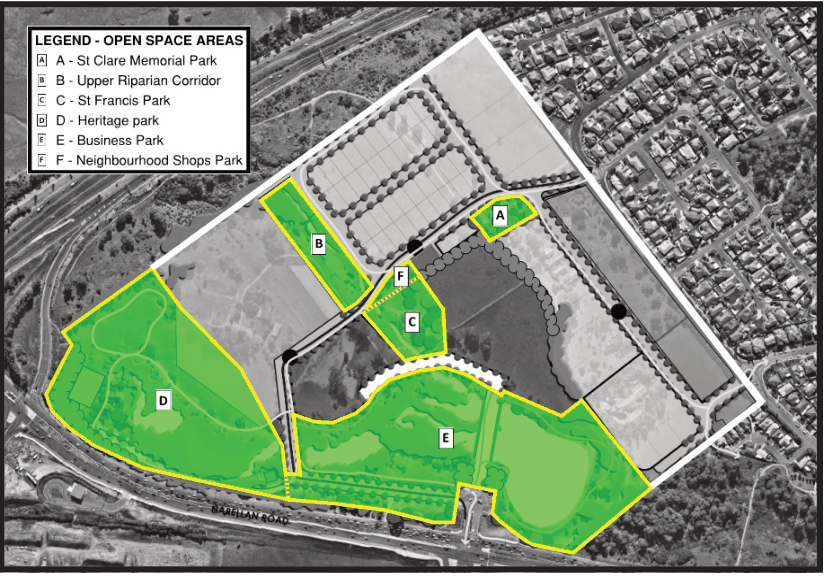 LEGEND - OPEN SPACE AREAS
A A - St Clare Memorial Park
B B - Upper Riparian Corridor
C C - St Francis Park
D D - Heritage park
E E - Business Park
F F - Neighbourhood Shops Park
A
B
F
C
D
E
NARELLAN ROAD